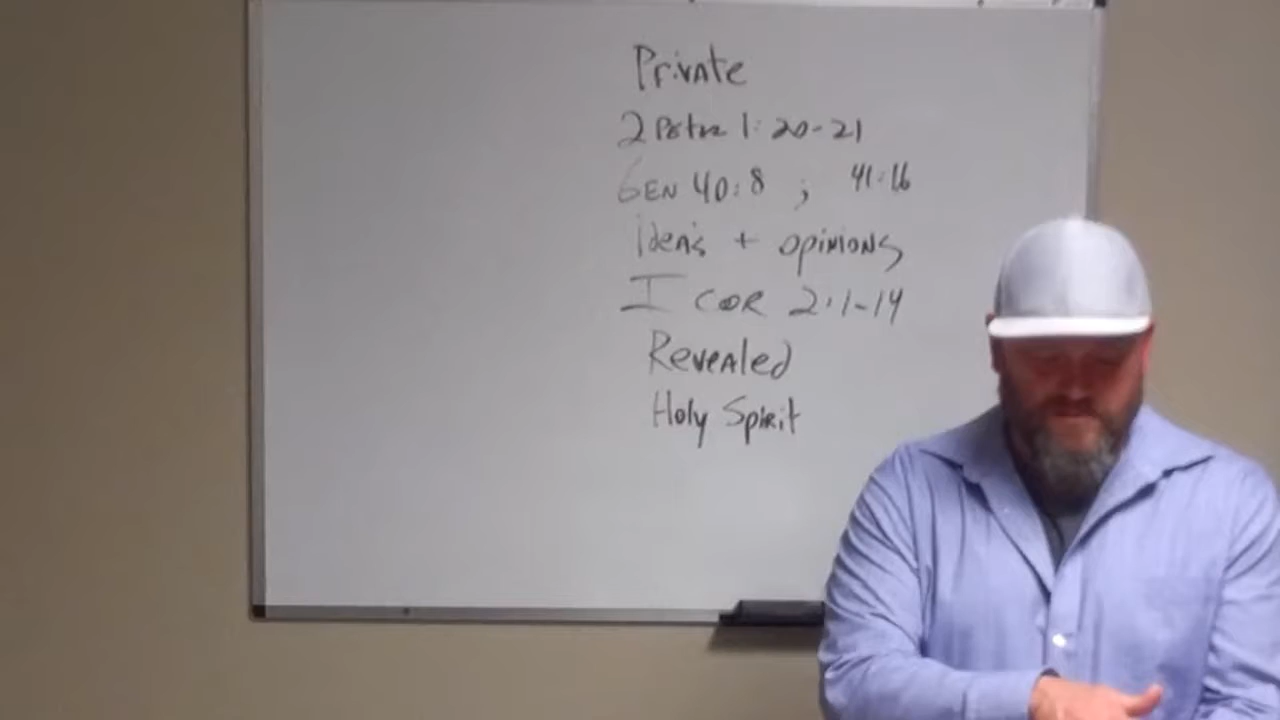 Private
2 Peter 1:20-21
GEN 40:8 ; 41:16
idea's + opinions
I COR 2:1-14
Revealed
Holy Spirit